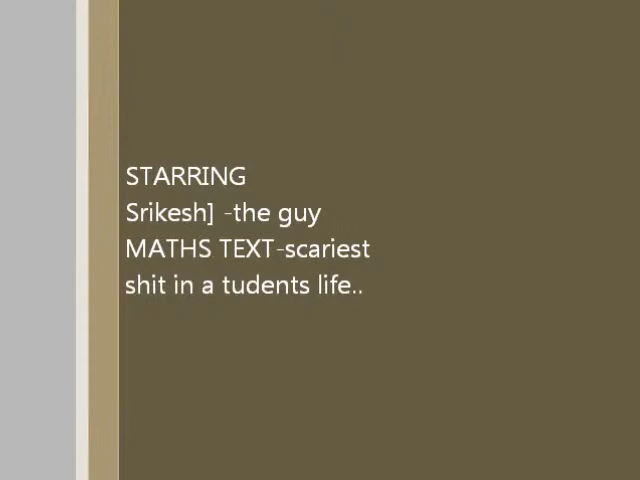 STARRING
Srikesh] -the guy
MATHS TEXT-scariest
shit in a tudents life..